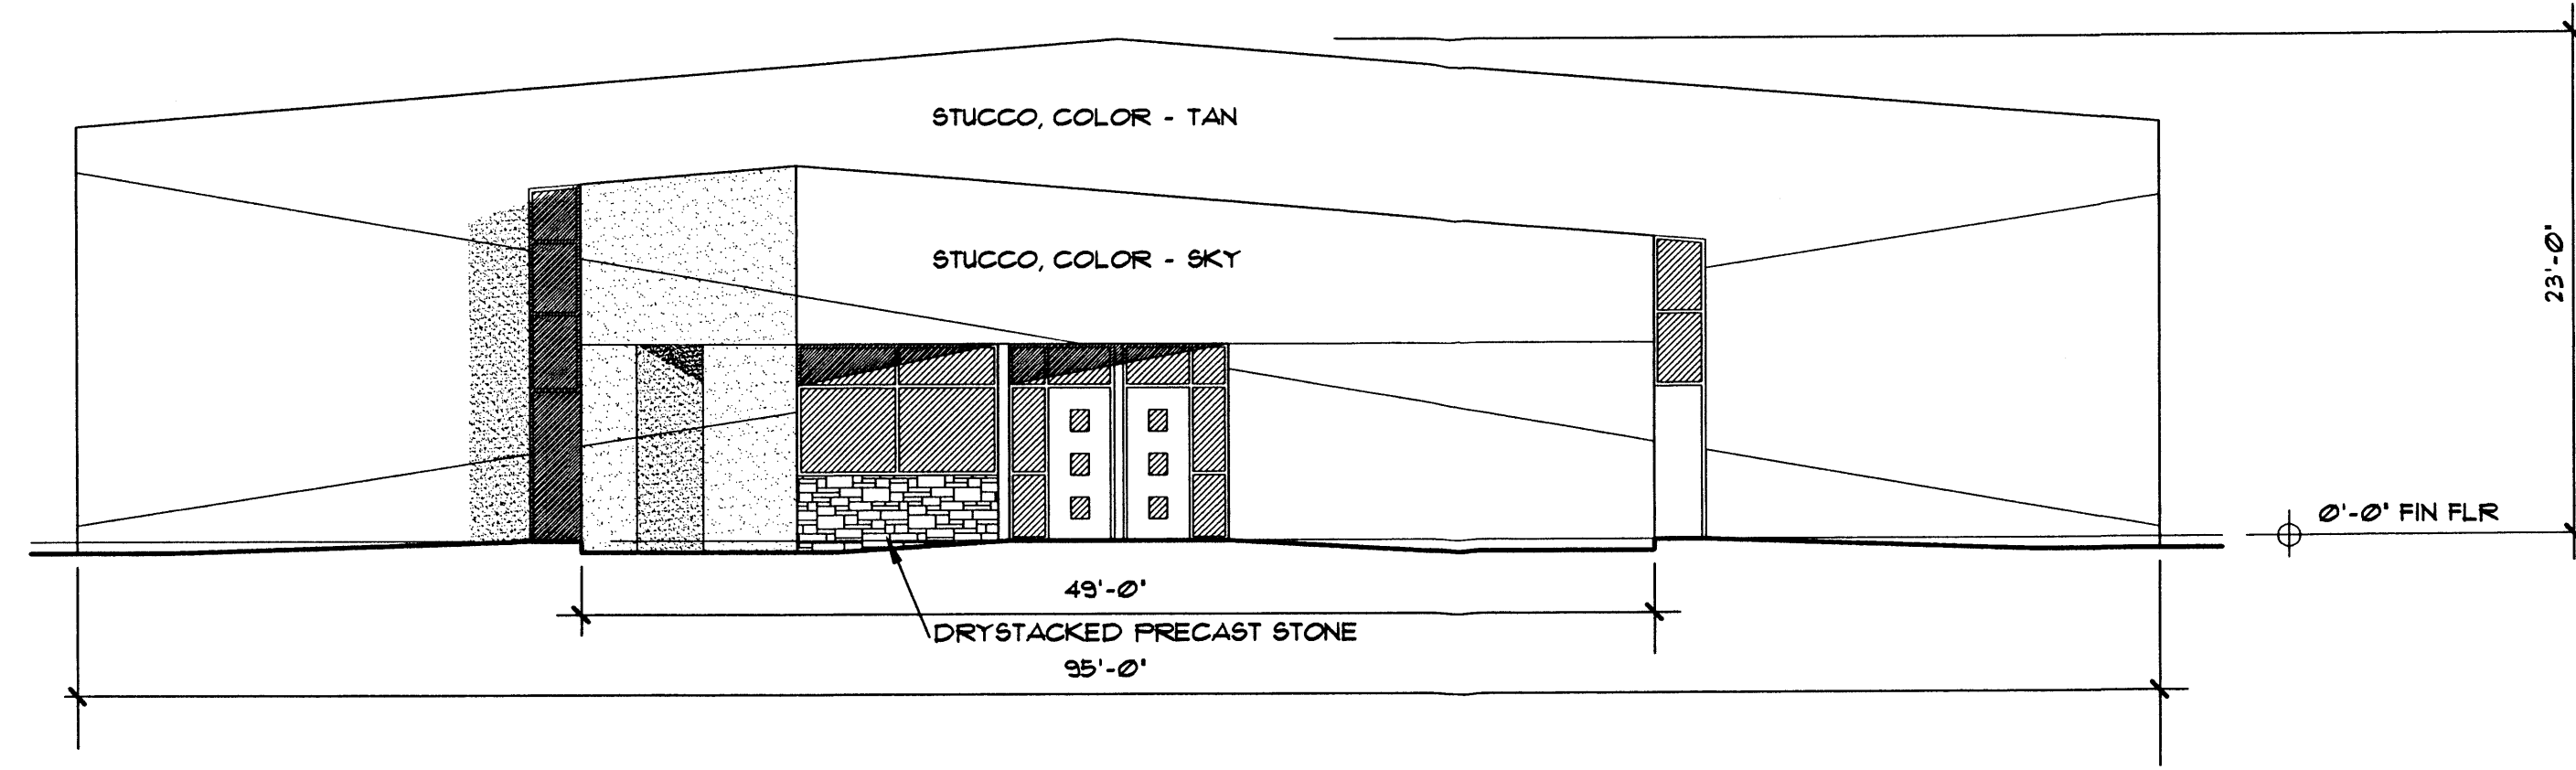 STUCCO, COLOR - TAN
STUCCO, COLOR - SKY
23'-0"
0'-0" FIN FLR
49'-0"
DRYSTACKED PRECAST STONE
95'-0"